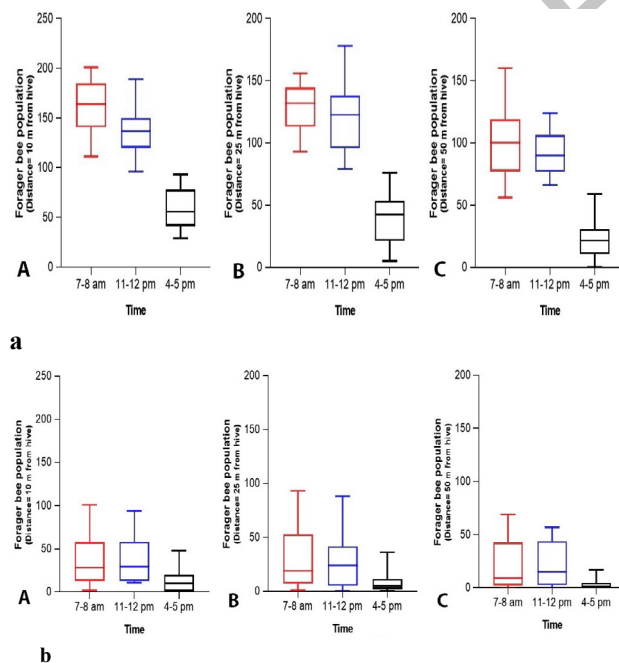 250
200
150
100
50
0
Forager bee population
(Distance= 10 m from hive)
7-8 am 11-12 pm 4-5 pm
Time
A
200
150
100
50
0
Forager bee population
(Distance= 25 m from hive)
7-8 am 11-12 pm 4-5 pm
Time
B
200
150
100
50
0
Forager bee population
(Distance= 50 m from hive)
7-8 am 11-12 pm 4-5 pm
Time
C
a
250
200
150
100
50
0
Forager bee population
(Distance= 10 m from hive)
7-8 am 11-12 pm 4-5 pm
Time
A
200
150
100
50
0
Forager bee population
(Distance= 25 m from hive)
7-8 am 11-12 pm 4-5 pm
Time
B
200
150
100
50
0
Forager bee population
(Distance= 50 m from hive)
7-8 am 11-12 pm 4-5 pm
Time
C
b